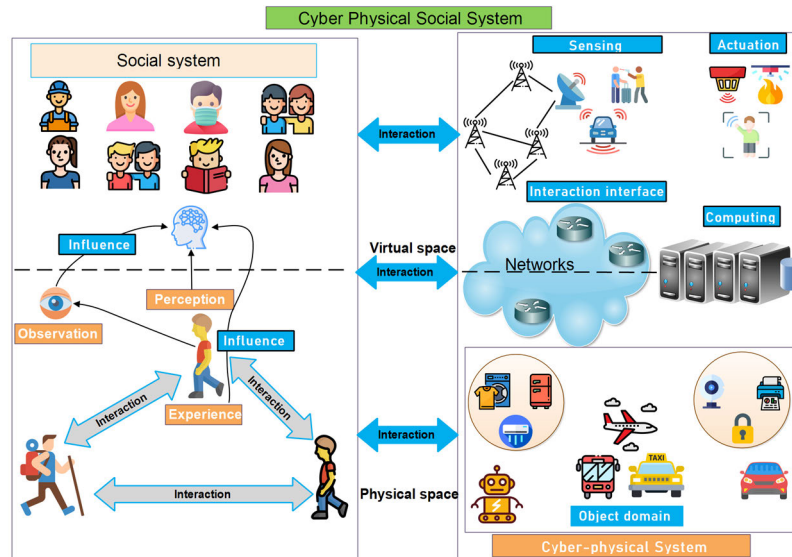 Cyber Physical Social System
Social system
Sensing
Actuation
Interaction
Interaction interface
Computing
Influence
Virtual space
Interaction
Networks
Perception
Observation
Influence
Interaction
Interaction
Experience
Interaction
Interaction
Physical space
TAXI
Object domain
Cyber-physical System